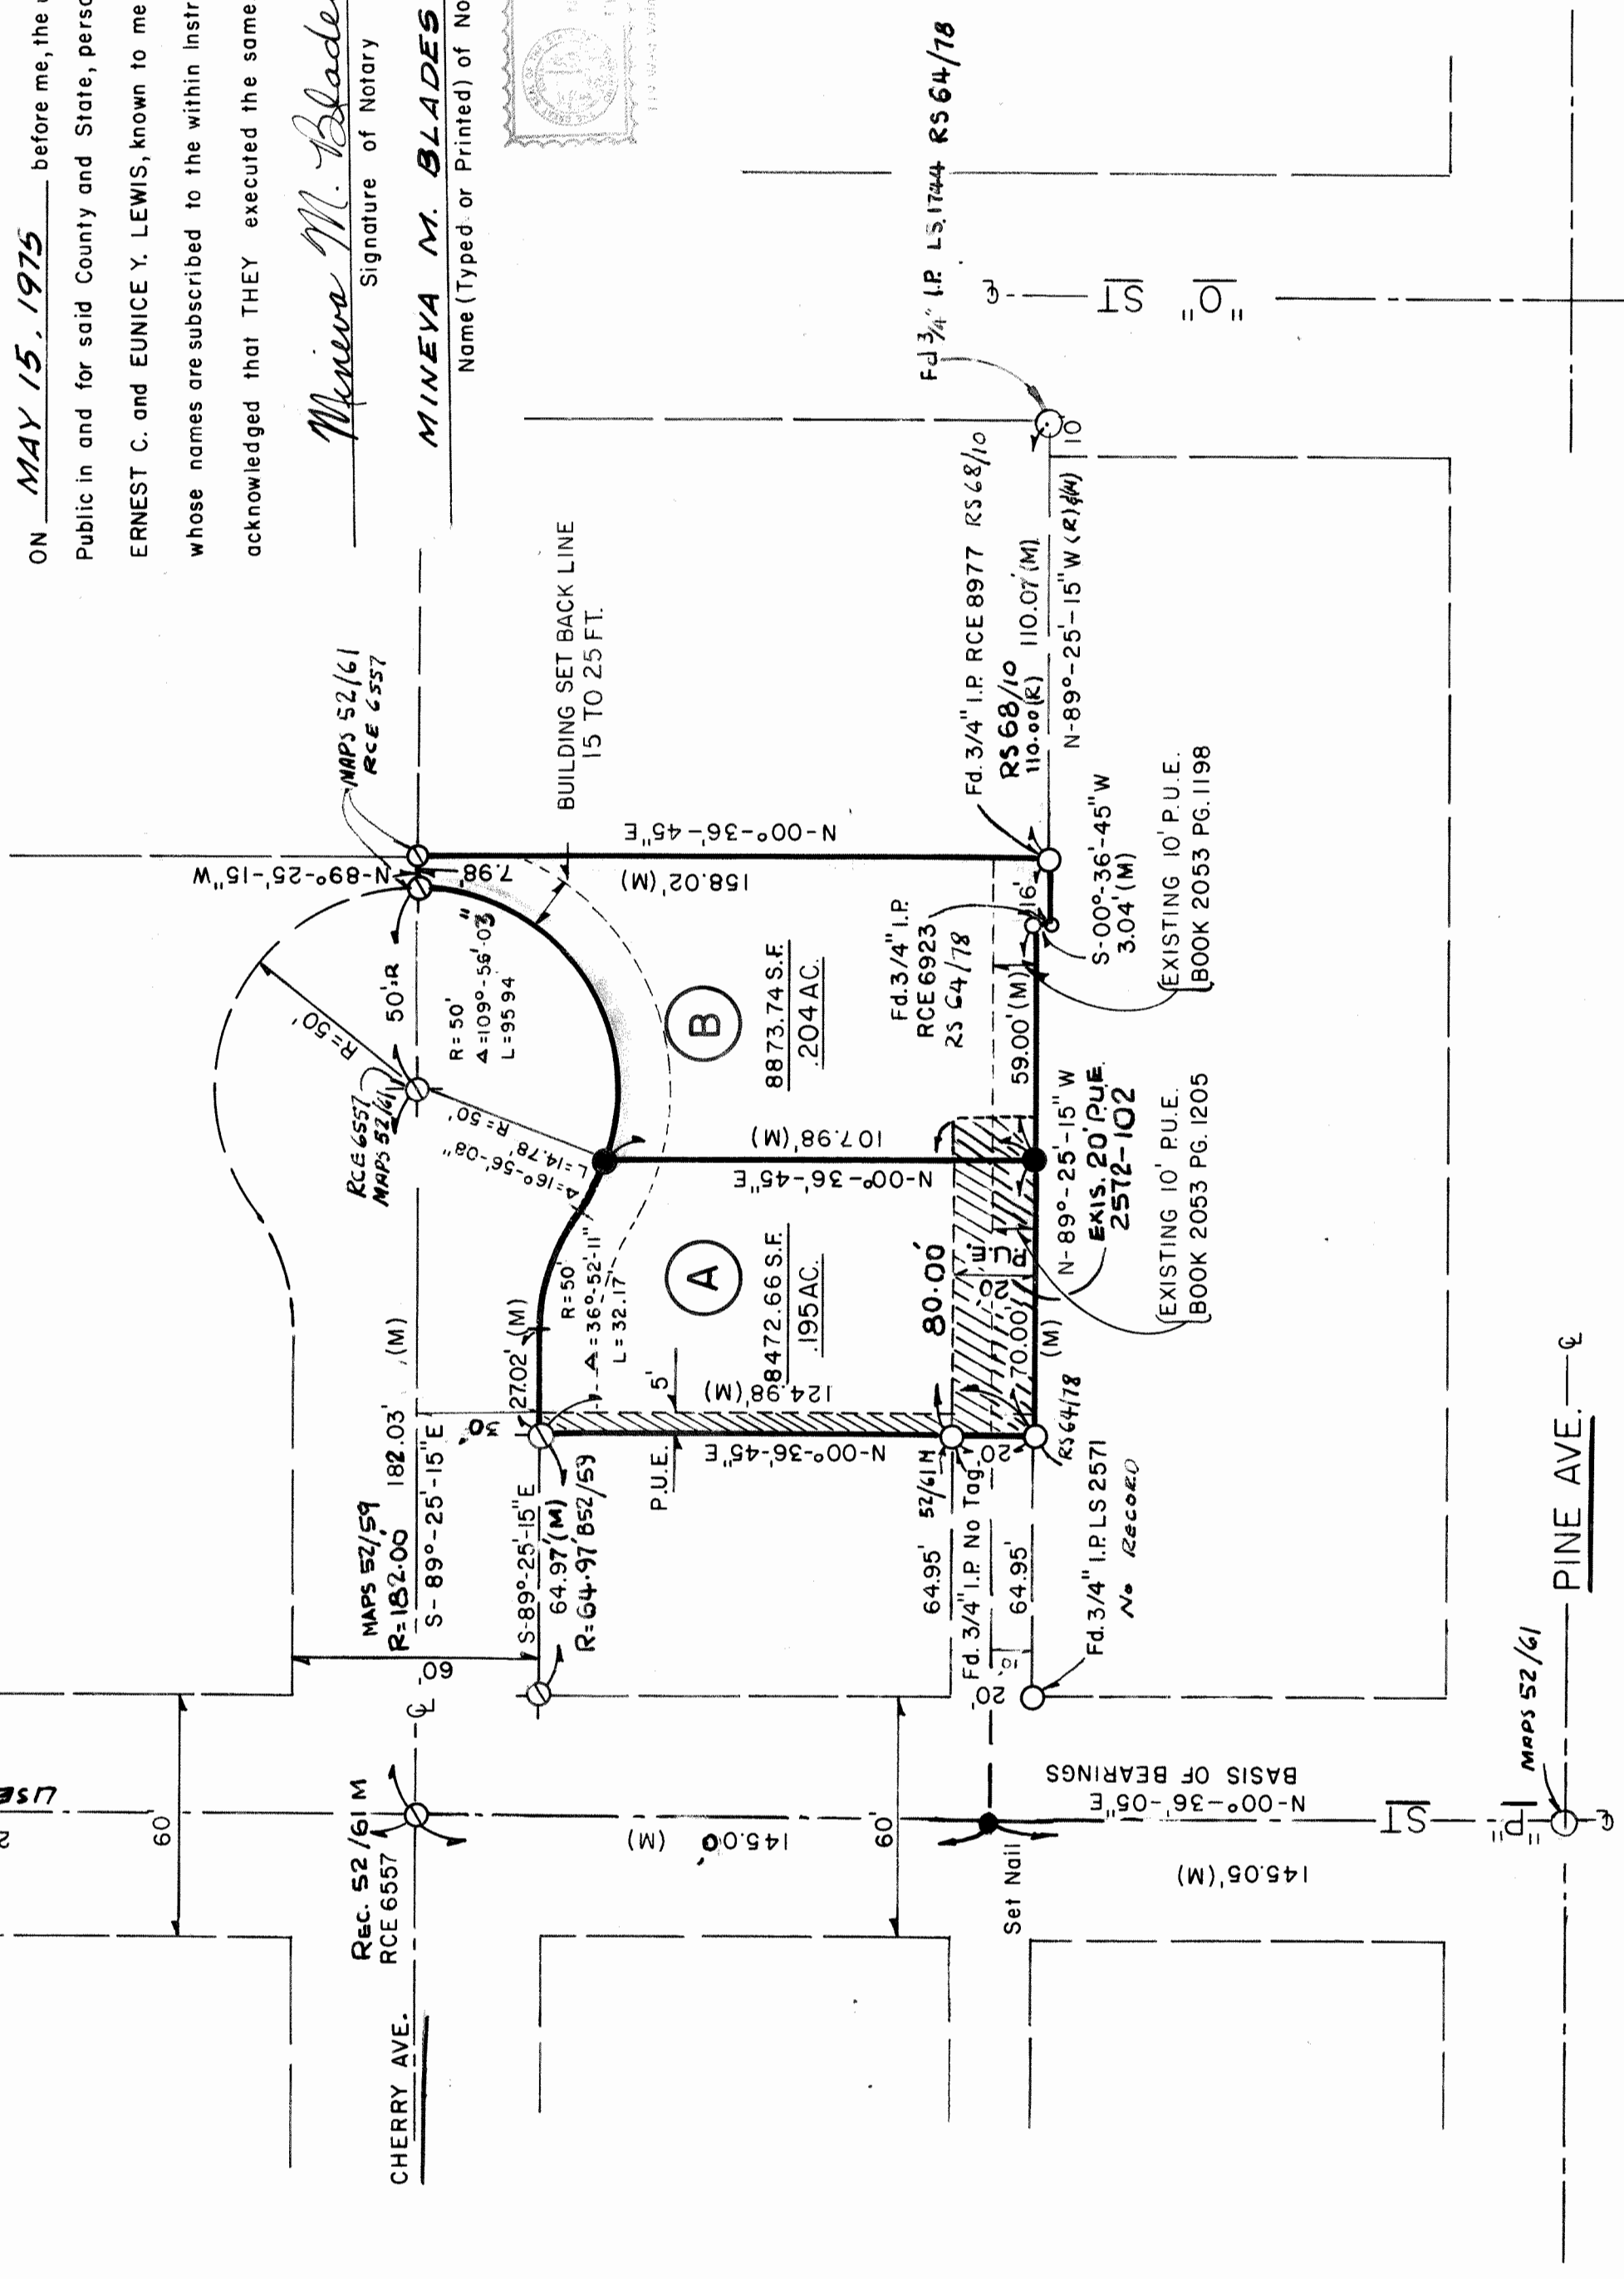 ON MAY 15, 1975 before me, the
Public in and for said County and State,
ERNEST C. and EUNICE Y. LEWIS, known to me
whose names are subscribed to the within
acknowledged that THEY executed the same
Mineva M. Blades
Signature of Notary
MINEVA M. BLADES
Name (Typed or Printed) of
USE
60'
REC. 52/61 M
RCE 6557
CHERRY AVE.
℄
60'
MAPS 52/59
R=182.00' 182.03' (M)
S-89°-25'-15"E
30'
RCE 6557
MAPS 52/61
R=50'
50'=R
N-89°-25'-15"W
MAPS 52/61
RCE 6557
7.98'
R=50'
Δ=109°-56'-03"
L=95.94
R=50'
L=14.78'
Δ=16°-56'-08"
27.02' (M)
R=50'
Δ=36°-52'-11"
L=32.17'
BUILDING SET BACK LINE
15 TO 25 FT.
S-89°-25'-15"E
64.97'(M)
R=64.97' B52/59
P.U.E.
5'
124.98'(M)
N-00°-36'-45"E
A
8472.66 S.F.
.195 AC.
B
8873.74 S.F.
.204 AC.
107.98'(M)
N-00°-36'-45"E
158.02'(M)
N-00°-36'-45"E
145.00' (M)
60'
64.95' 52/61M
Fd. 3/4" I.P. No Tag
20'
64.95'
10'
20'
Fd. 3/4" I.P. LS 2571
No RECORD
RS 64/78
80.00'
20' P.U.E.
70.00'
(M)
N-89°-25'-15"W
EXIS. 20' P.U.E.
2572-102
EXISTING 10' P.U.E.
BOOK 2053 PG. 1205
59.00'(M)
Fd. 3/4" I.P.
RCE 6923
RS 64/78
16'
S-00°-36'-45"W
3.04'(M)
EXISTING 10' P.U.E.
BOOK 2053 PG. 1198
Fd. 3/4" I.P. RCE 8977 RS 68/10
RS 68/10
110.00(R) 110.07'(M)
N-89°-25'-15"W (R)&(M)
10'
Fd 3/4" I.P. LS. 1744 RS 64/78
℄
"O" ST
Set Nail
N-00°-36'-05"E
BASIS OF BEARINGS
145.05'(M)
"P" ST
℄
MAPS 52/61
PINE AVE. ℄